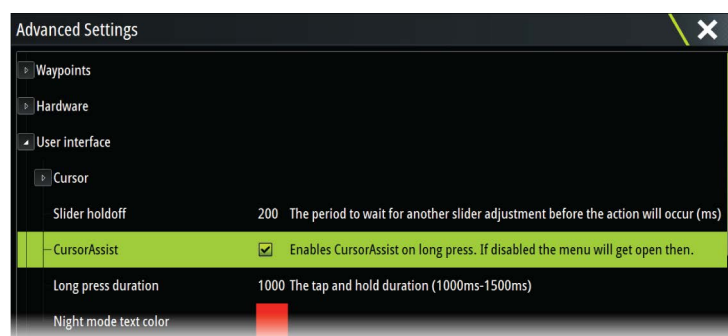 Advanced Settings
Waypoints
Hardware
User interface
Cursor
Slider holdoff 200 The period to wait for another slider adjustment before the action will occur (ms)
CursorAssist Enables CursorAssist on long press. If disabled the menu will get open then.
Long press duration 1000 The tap and hold duration (1000ms-1500ms)
Night mode text color